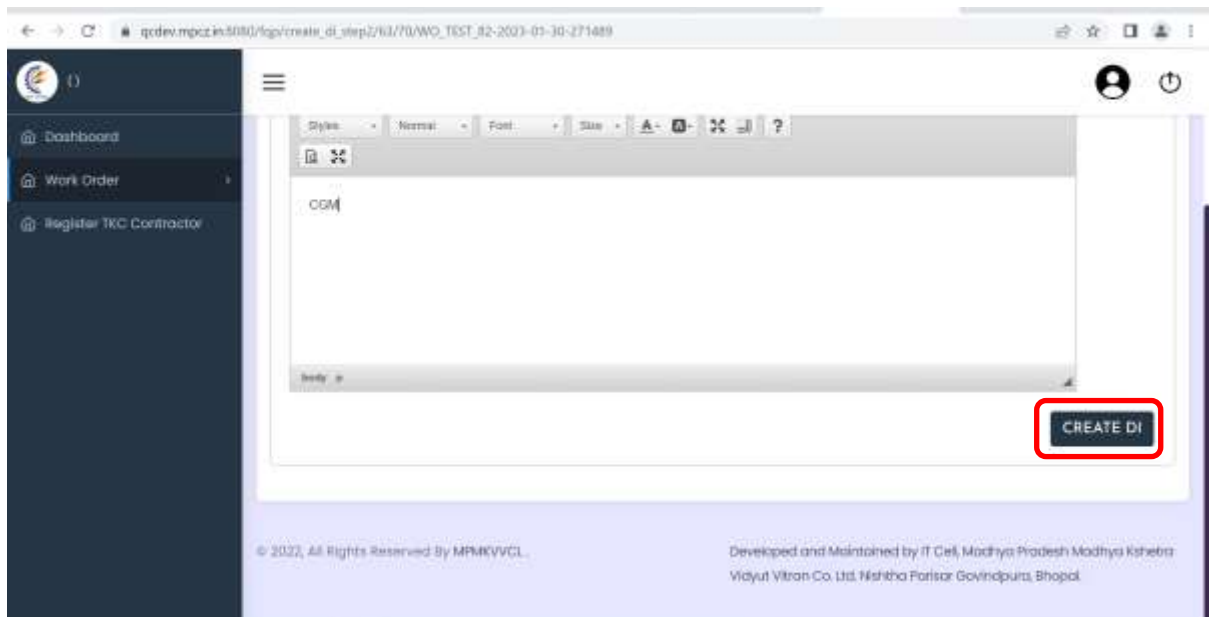 qcdev.mpcz.in:8080/fqp/create_di_step2/63/70/WO_TEST_82-2023-01-30-271489
()
Dashboard
Work Order
Register TKC Contractor
Styles Normal Font Size A A ?
CGM
body p
CREATE DI
© 2022, All Rights Reserved By MPMKVVCL.
Developed and Maintained by IT Cell, Madhya Pradesh Madhya Kshetra
Vidyut Vitran Co. Ltd. Nishtha Parisar Govindpura, Bhopal.